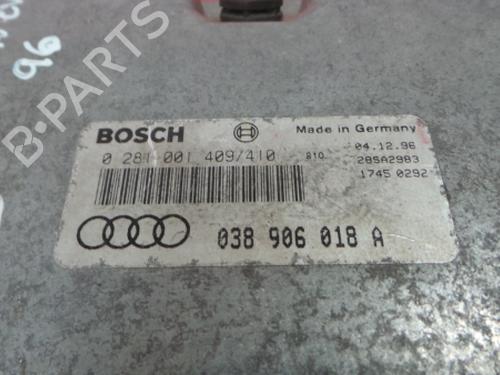 96
B-PARTS
BOSCH
Made in Germany
0 281 001 409/410 810
04.12.96
28SA2983
1745 0292
038 906 018 A